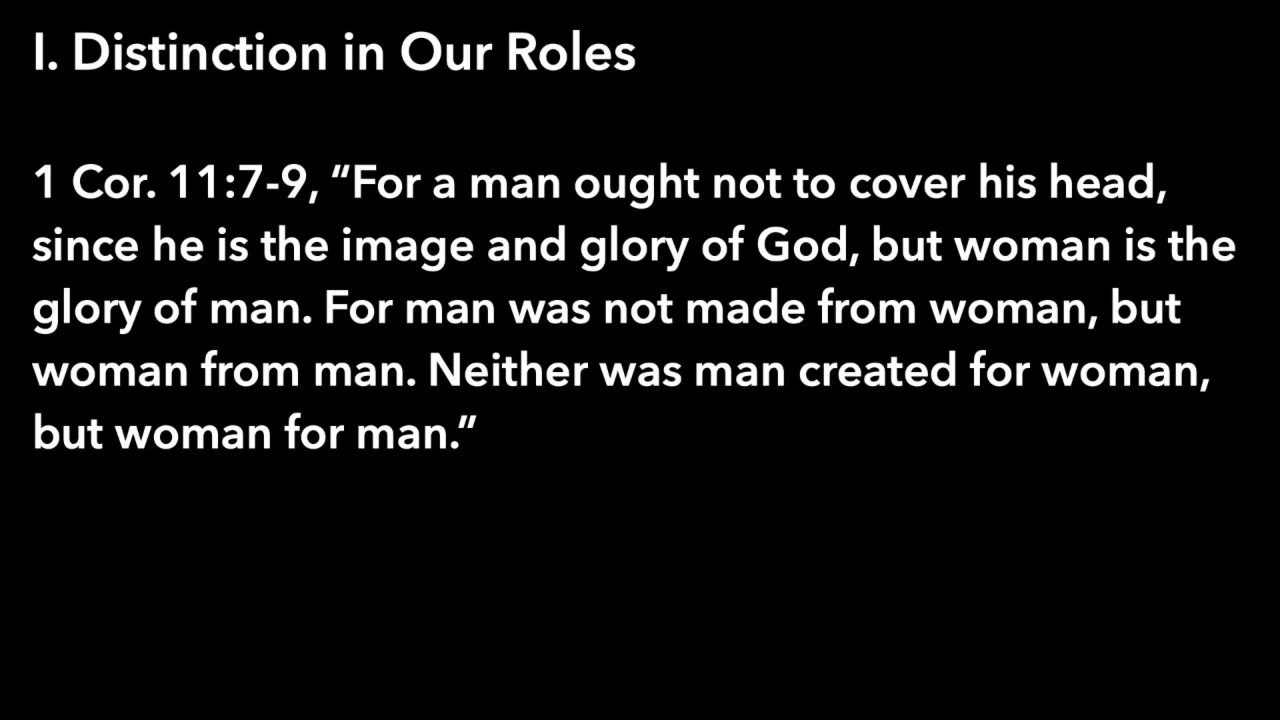 I. Distinction in Our Roles
1 Cor. 11:7-9, “For a man ought not to cover his head,
since he is the image and glory of God, but woman is the
glory of man. For man was not made from woman, but
woman from man. Neither was man created for woman,
but woman for man.”